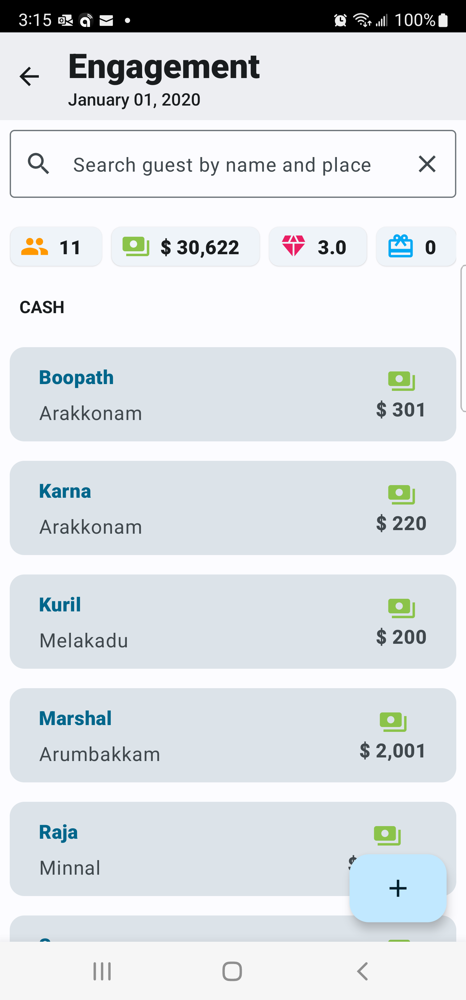 3:15
100%
Engagement
January 01, 2020
Search guest by name and place
11
$ 30,622
3.0
0
CASH
Boopath
Arakkonam
$ 301
Karna
Arakkonam
$ 220
Kuril
Melakadu
$ 200
Marshal
Arumbakkam
$ 2,001
Raja
Minnal
$